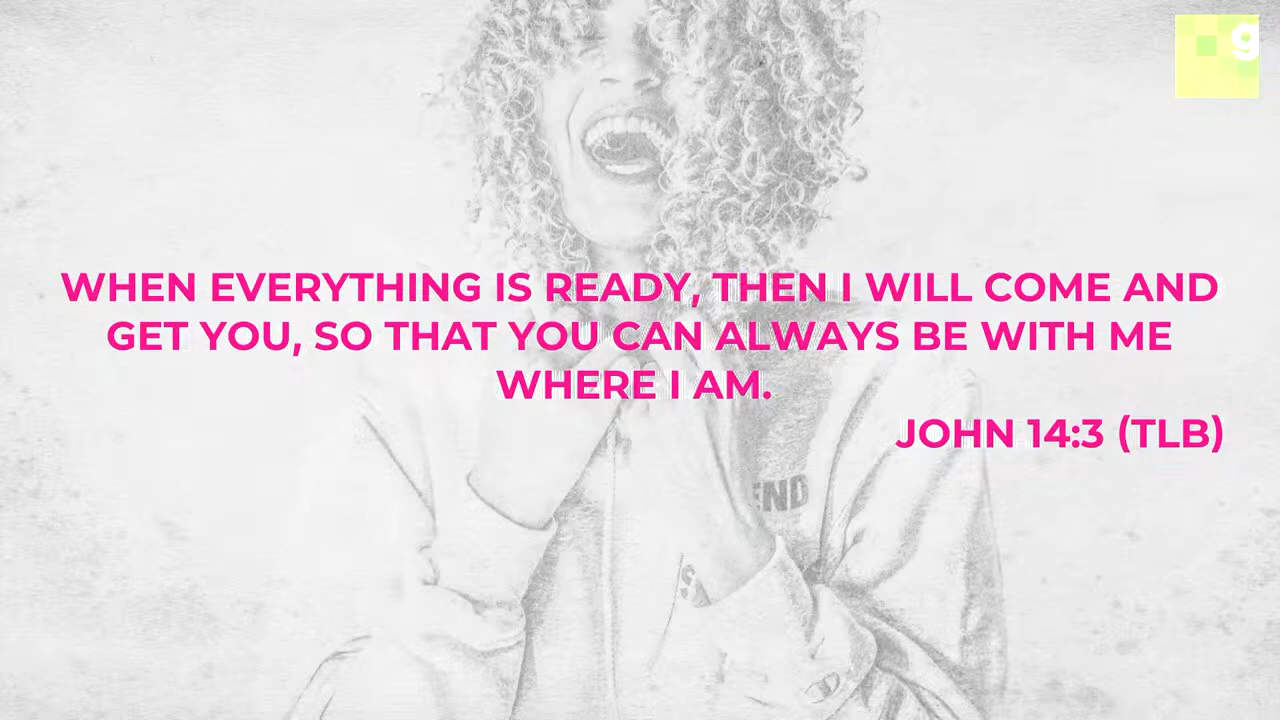 g
WHEN EVERYTHING IS READY, THEN I WILL COME AND
GET YOU, SO THAT YOU CAN ALWAYS BE WITH ME
WHERE I AM.
JOHN 14:3 (TLB)
END